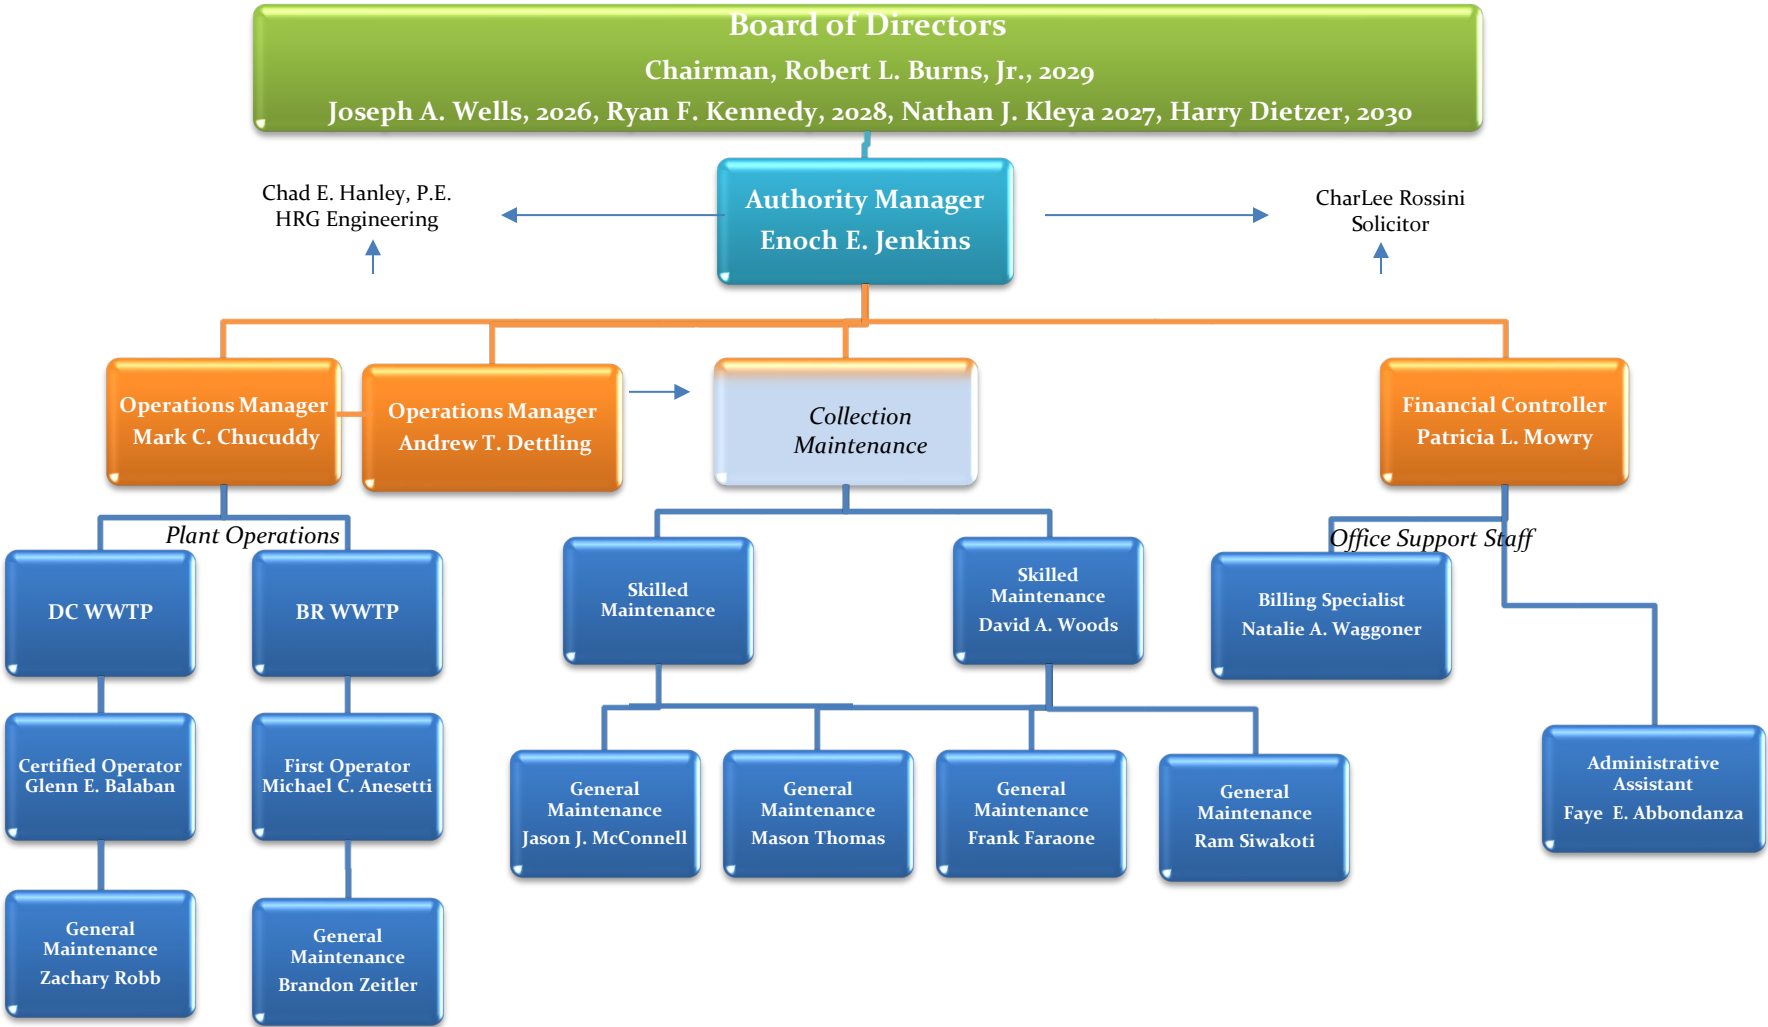 Board of Directors
Chairman, Robert L. Burns, Jr., 2029
Joseph A. Wells, 2026, Ryan F. Kennedy, 2028, Nathan J. Kleya 2027, Harry Dietzer, 2030
Chad E. Hanley, P.E.
HRG Engineering
Authority Manager
Enoch E. Jenkins
CharLee Rossini
Solicitor
Operations Manager
Mark C. Chucuddy
Operations Manager
Andrew T. Dettling
Collection
Maintenance
Financial Controller
Patricia L. Mowry
Plant Operations
Office Support Staff
DC WWTP
BR WWTP
Skilled
Maintenance
Skilled
Maintenance
David A. Woods
Billing Specialist
Natalie A. Waggoner
Certified Operator
Glenn E. Balaban
First Operator
Michael C. Anesetti
General
Maintenance
Jason J. McConnell
General
Maintenance
Mason Thomas
General
Maintenance
Frank Faraone
General
Maintenance
Ram Siwakoti
Administrative
Assistant
Faye  E. Abbondanza
General
Maintenance
Zachary Robb
General
Maintenance
Brandon Zeitler